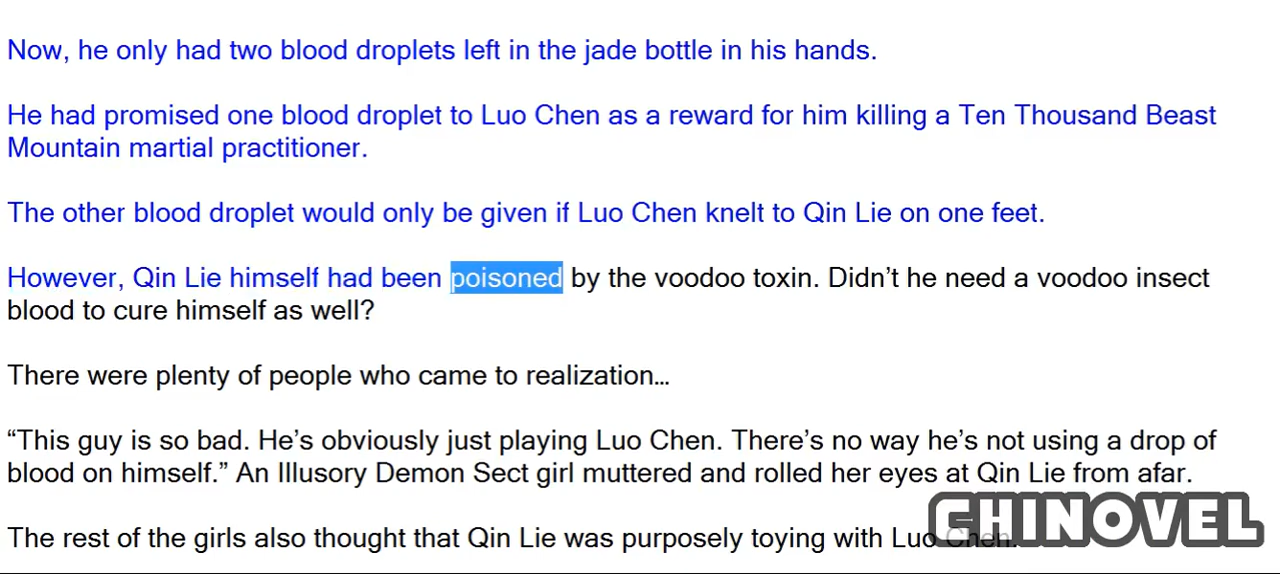 Now, he only had two blood droplets left in the jade bottle in his hands.
He had promised one blood droplet to Luo Chen as a reward for him killing a Ten Thousand Beast
Mountain martial practitioner.
The other blood droplet would only be given if Luo Chen knelt to Qin Lie on one feet.
However, Qin Lie himself had been poisoned by the voodoo toxin. Didn’t he need a voodoo insect
blood to cure himself as well?
There were plenty of people who came to realization…
“This guy is so bad. He’s obviously just playing Luo Chen. There’s no way he’s not using a drop of
blood on himself.” An Illusory Demon Sect girl muttered and rolled her eyes at Qin Lie from afar.
The rest of the girls also thought that Qin Lie was purposely toying with Luo Chen.
CHINOVEL